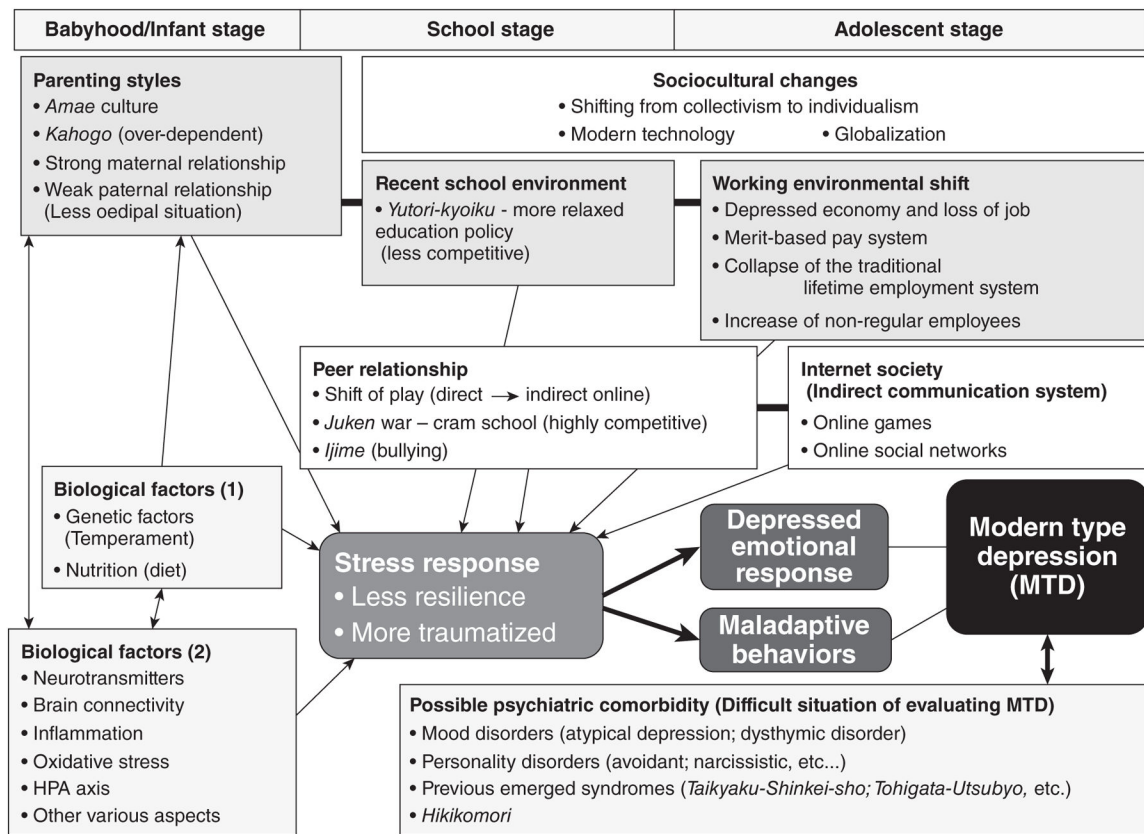 Babyhood/Infant stage
School stage
Adolescent stage
Parenting styles
• Amae culture
• Kahogo (over-dependent)
• Strong maternal relationship
• Weak paternal relationship
(Less oedipal situation)
Sociocultural changes
• Shifting from collectivism to individualism
• Modern technology • Globalization
Recent school environment
• Yutori-kyoiku - more relaxed
education policy
(less competitive)
Working environmental shift
• Depressed economy and loss of job
• Merit-based pay system
• Collapse of the traditional
lifetime employment system
• Increase of non-regular employees
Peer relationship
• Shift of play (direct → indirect online)
• Juken war – cram school (highly competitive)
• Ijime (bullying)
Internet society
(Indirect communication system)
• Online games
• Online social networks
Biological factors (1)
• Genetic factors
(Temperament)
• Nutrition (diet)
Stress response
• Less resilience
• More traumatized
Depressed
emotional
response
Maladaptive
behaviors
Modern type
depression
(MTD)
Biological factors (2)
• Neurotransmitters
• Brain connectivity
• Inflammation
• Oxidative stress
• HPA axis
• Other various aspects
Possible psychiatric comorbidity (Difficult situation of evaluating MTD)
• Mood disorders (atypical depression; dysthymic disorder)
• Personality disorders (avoidant; narcissistic, etc...)
• Previous emerged syndromes (Taikyaku-Shinkei-sho; Tohigata-Utsubyo, etc.)
• Hikikomori